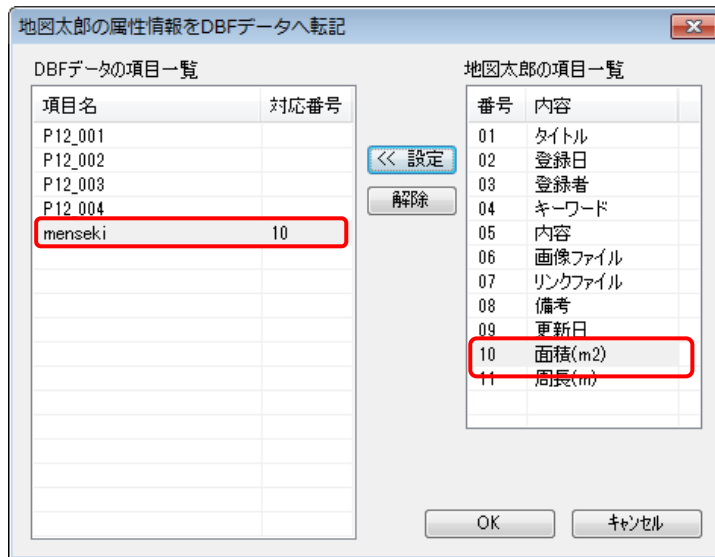 地図太郎の属性情報をDBFデータへ転記
DBFデータの項目一覧
項目名 対応番号
P12_001
P12_002
P12_003
P12_004
menseki 10
<< 設定
解除
地図太郎の項目一覧
番号 内容
01 タイトル
02 登録日
03 登録者
04 キーワード
05 内容
06 画像ファイル
07 リンクファイル
08 備考
09 更新日
10 面積(m2)
11 周長(m)
OK
キャンセル